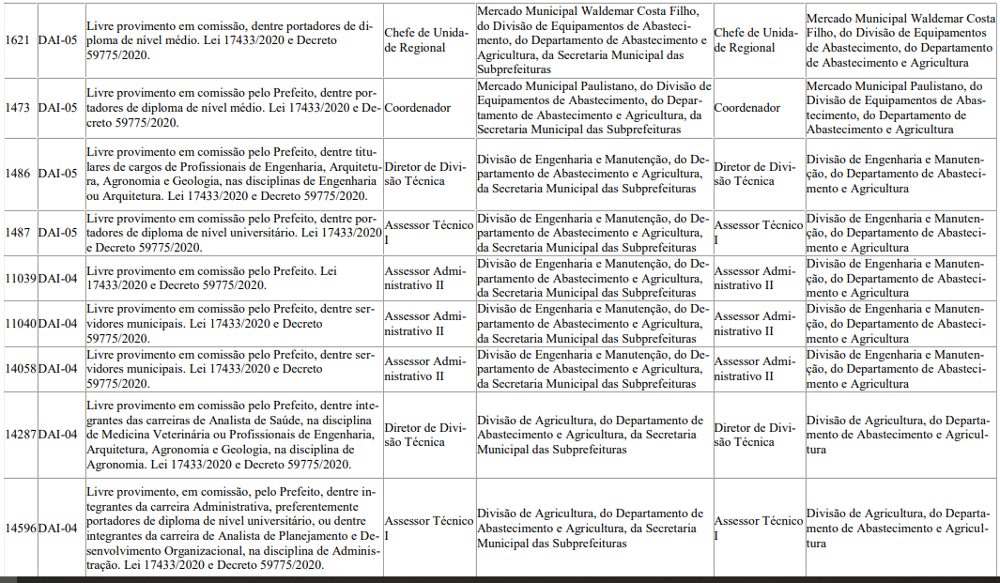 1621
DAI-05
Livre provimento em comissão, dentre portadores de di-
ploma de nível médio. Lei 17433/2020 e Decreto
59775/2020.
Chefe de Unida-
de Regional
Mercado Municipal Waldemar Costa Filho,
do Divisão de Equipamentos de Abasteci-
mento, do Departamento de Abastecimento e
Agricultura, da Secretaria Municipal das
Subprefeituras
Chefe de Unida-
de Regional
Mercado Municipal Waldemar Costa
Filho, do Divisão de Equipamentos
de Abastecimento, do Departamento
de Abastecimento e Agricultura
1473
DAI-05
Livre provimento em comissão pelo Prefeito, dentre por-
tadores de diploma de nível médio. Lei 17433/2020 e De-
creto 59775/2020.
Coordenador
Mercado Municipal Paulistano, do Divisão de
Equipamentos de Abastecimento, do Depar-
tamento de Abastecimento e Agricultura, da
Secretaria Municipal das Subprefeituras
Coordenador
Mercado Municipal Paulistano, do
Divisão de Equipamentos de Abas-
tecimento, do Departamento de
Abastecimento e Agricultura
1486
DAI-05
Livre provimento em comissão pelo Prefeito, dentre titu-
lares de cargos de Profissionais de Engenharia, Arquitetu-
ra, Agronomia e Geologia, nas disciplinas de Engenharia
ou Arquitetura. Lei 17433/2020 e Decreto 59775/2020.
Diretor de Divi-
são Técnica
Divisão de Engenharia e Manutenção, do De-
partamento de Abastecimento e Agricultura,
da Secretaria Municipal das Subprefeituras
Diretor de Divi-
são Técnica
Divisão de Engenharia e Manuten-
ção, do Departamento de Abasteci-
mento e Agricultura
1487
DAI-05
Livre provimento em comissão pelo Prefeito, dentre por-
tadores de diploma de nível universitário. Lei 17433/2020
e Decreto 59775/2020.
Assessor Técnico
I
Divisão de Engenharia e Manutenção, do De-
partamento de Abastecimento e Agricultura,
da Secretaria Municipal das Subprefeituras
Assessor Técnico
I
Divisão de Engenharia e Manuten-
ção, do Departamento de Abasteci-
mento e Agricultura
11039
DAI-04
Livre provimento em comissão pelo Prefeito. Lei
17433/2020 e Decreto 59775/2020.
Assessor Admi-
nistrativo II
Divisão de Engenharia e Manutenção, do De-
partamento de Abastecimento e Agricultura,
da Secretaria Municipal das Subprefeituras
Assessor Admi-
nistrativo II
Divisão de Engenharia e Manuten-
ção, do Departamento de Abasteci-
mento e Agricultura
11040
DAI-04
Livre provimento em comissão pelo Prefeito, dentre ser-
vidores municipais. Lei 17433/2020 e Decreto
59775/2020.
Assessor Admi-
nistrativo II
Divisão de Engenharia e Manutenção, do De-
partamento de Abastecimento e Agricultura,
da Secretaria Municipal das Subprefeituras
Assessor Admi-
nistrativo II
Divisão de Engenharia e Manuten-
ção, do Departamento de Abasteci-
mento e Agricultura
14058
DAI-04
Livre provimento em comissão pelo Prefeito, dentre ser-
vidores municipais. Lei 17433/2020 e Decreto
59775/2020.
Assessor Admi-
nistrativo II
Divisão de Engenharia e Manutenção, do De-
partamento de Abastecimento e Agricultura,
da Secretaria Municipal das Subprefeituras
Assessor Admi-
nistrativo II
Divisão de Engenharia e Manuten-
ção, do Departamento de Abasteci-
mento e Agricultura
14287
DAI-04
Livre provimento em comissão pelo Prefeito, dentre inte-
grantes das carreiras de Analista de Saúde, na disciplina
de Medicina Veterinária ou Profissionais de Engenharia,
Arquitetura, Agronomia e Geologia, na disciplina de
Agronomia. Lei 17433/2020 e Decreto 59775/2020.
Diretor de Divi-
são Técnica
Divisão de Agricultura, do Departamento de
Abastecimento e Agricultura, da Secretaria
Municipal das Subprefeituras
Diretor de Divi-
são Técnica
Divisão de Agricultura, do Departa-
mento de Abastecimento e Agricul-
tura
14596
DAI-04
Livre provimento, em comissão, pelo Prefeito, dentre in-
tegrantes da carreira Administrativa, preferentemente
portadores de diploma de nível universitário, ou dentre
integrantes da carreira de Analista de Planejamento e De-
senvolvimento Organizacional, na disciplina de Adminis-
tração. Lei 17433/2020 e Decreto 59775/2020.
Assessor Técnico
I
Divisão de Agricultura, do Departamento de
Abastecimento e Agricultura, da Secretaria
Municipal das Subprefeituras
Assessor Técnico
I
Divisão de Agricultura, do Departa-
mento de Abastecimento e Agricul-
tura